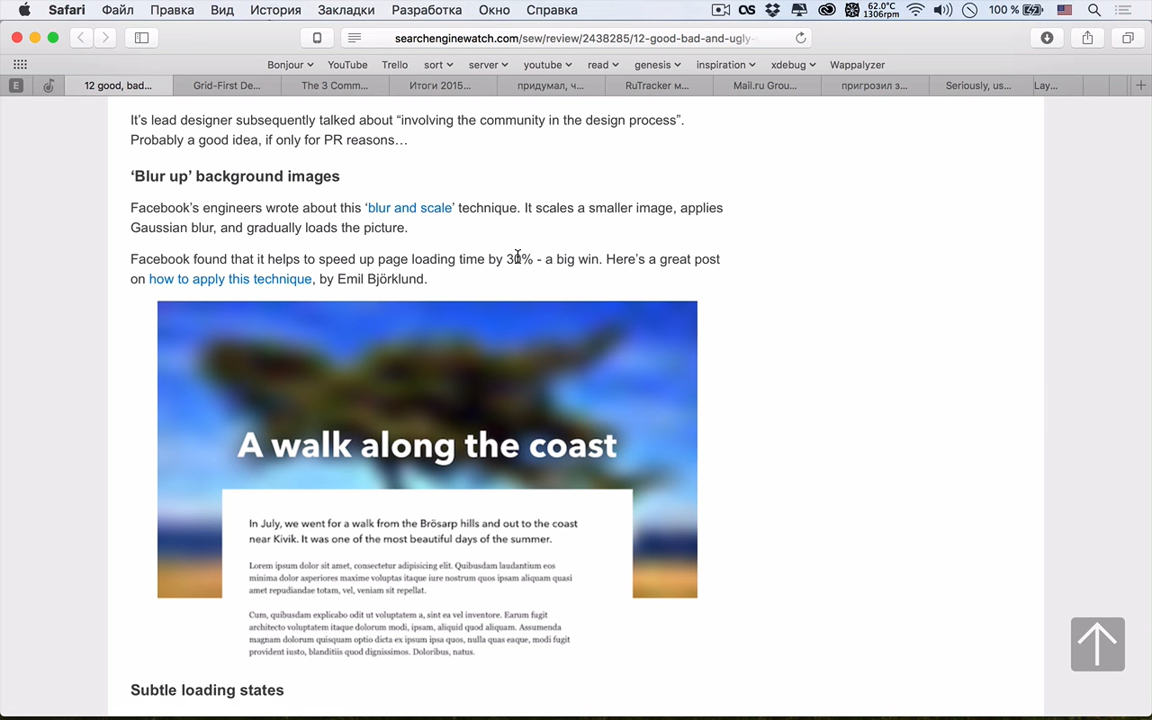 Safari Файл Правка Вид История Закладки Разработка Окно Справка 62.0°C 1306rpm 100 %
searchenginewatch.com/sew/review/2438285/12-good-bad-and-ugly-
Bonjour YouTube Trello sort server youtube read genesis inspiration xdebug Wappalyzer
E 12 good, bad... Grid-First De... The 3 Comm... Итоги 2015... придумал, ч... RuTracker м... Mail.ru Grou... пригрозил з... Seriously, us... Lay...
It's lead designer subsequently talked about “involving the community in the design process”.
Probably a good idea, if only for PR reasons…
‘Blur up’ background images
Facebook’s engineers wrote about this ‘blur and scale’ technique. It scales a smaller image, applies
Gaussian blur, and gradually loads the picture.
Facebook found that it helps to speed up page loading time by 30% - a big win. Here’s a great post
on how to apply this technique, by Emil Björklund.
A walk along the coast
In July, we went for a walk from the Brösarp hills and out to the coast
near Kivik. It was one of the most beautiful days of the summer.
Lorem ipsum dolor sit amet, consectetur adipisicing elit. Quibusdam laudantium eos
minima dolor asperiores maxime voluptas itaque iure nostrum quos ipsam aliquam quasi
amet repudiandae totam, vel, veniam sit repellat.
Cum, quibusdam explicabo odit ut voluptatem a, sint ea vel inventore. Earum fugit
architecto voluptatem itaque dolorum modi, ipsam, aliquid quod aliquam. Assumenda
magnam dolorum quisquam optio dicta ex ipsum ipsa quos, nulla quas eaque, modi fugit
provident iusto, blanditiis quod dignissimos. Doloribus, natus.
Subtle loading states